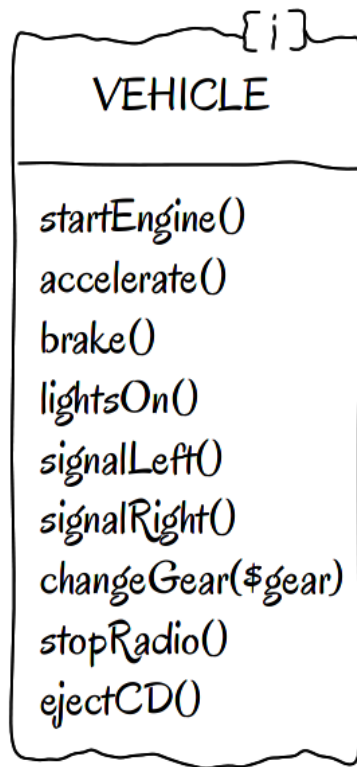 {i}
VEHICLE
startEngine()
accelerate()
brake()
lightsOn()
signalLeft()
signalRight()
changeGear($gear)
stopRadio()
ejectCD()